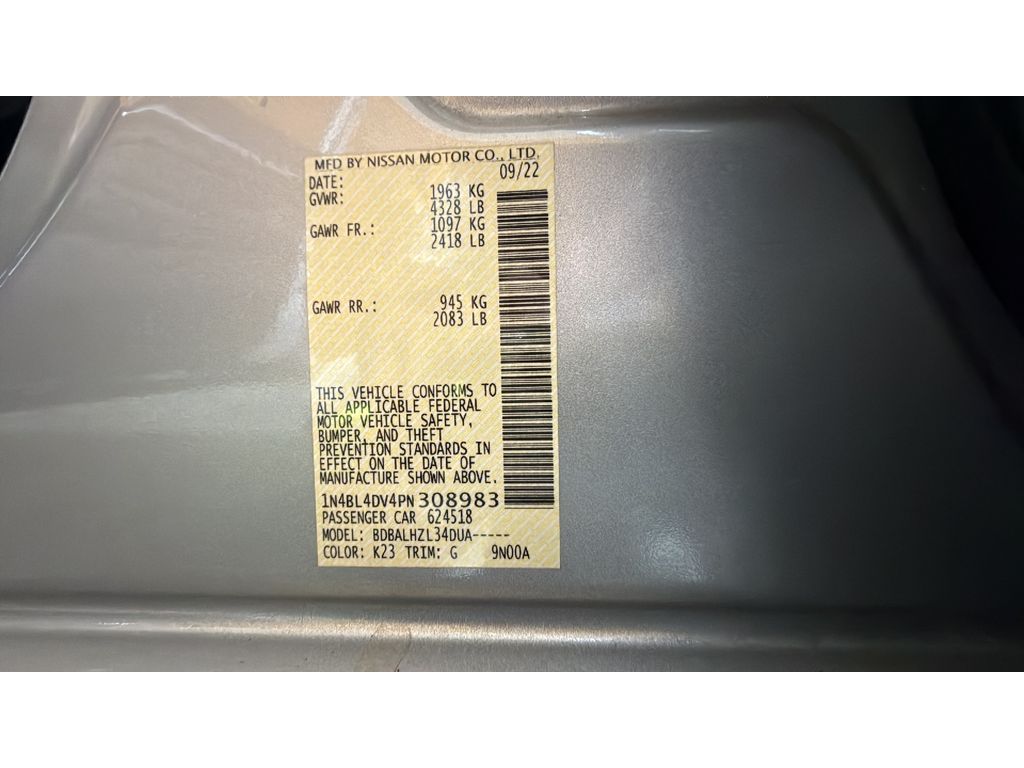 MFD BY NISSAN MOTOR CO., LTD.
DATE: 09/22
GVWR: 1963 KG
4328 LB
GAWR FR.: 1097 KG
2418 LB
GAWR RR.: 945 KG
2083 LB
THIS VEHICLE CONFORMS TO
ALL APPLICABLE FEDERAL
MOTOR VEHICLE SAFETY,
BUMPER, AND THEFT
PREVENTION STANDARDS IN
EFFECT ON THE DATE OF
MANUFACTURE SHOWN ABOVE.
1N4BL4DV4PN308983
PASSENGER CAR 624518
MODEL: BDBALHZL34DUA-----
COLOR: K23 TRIM: G 9N00A